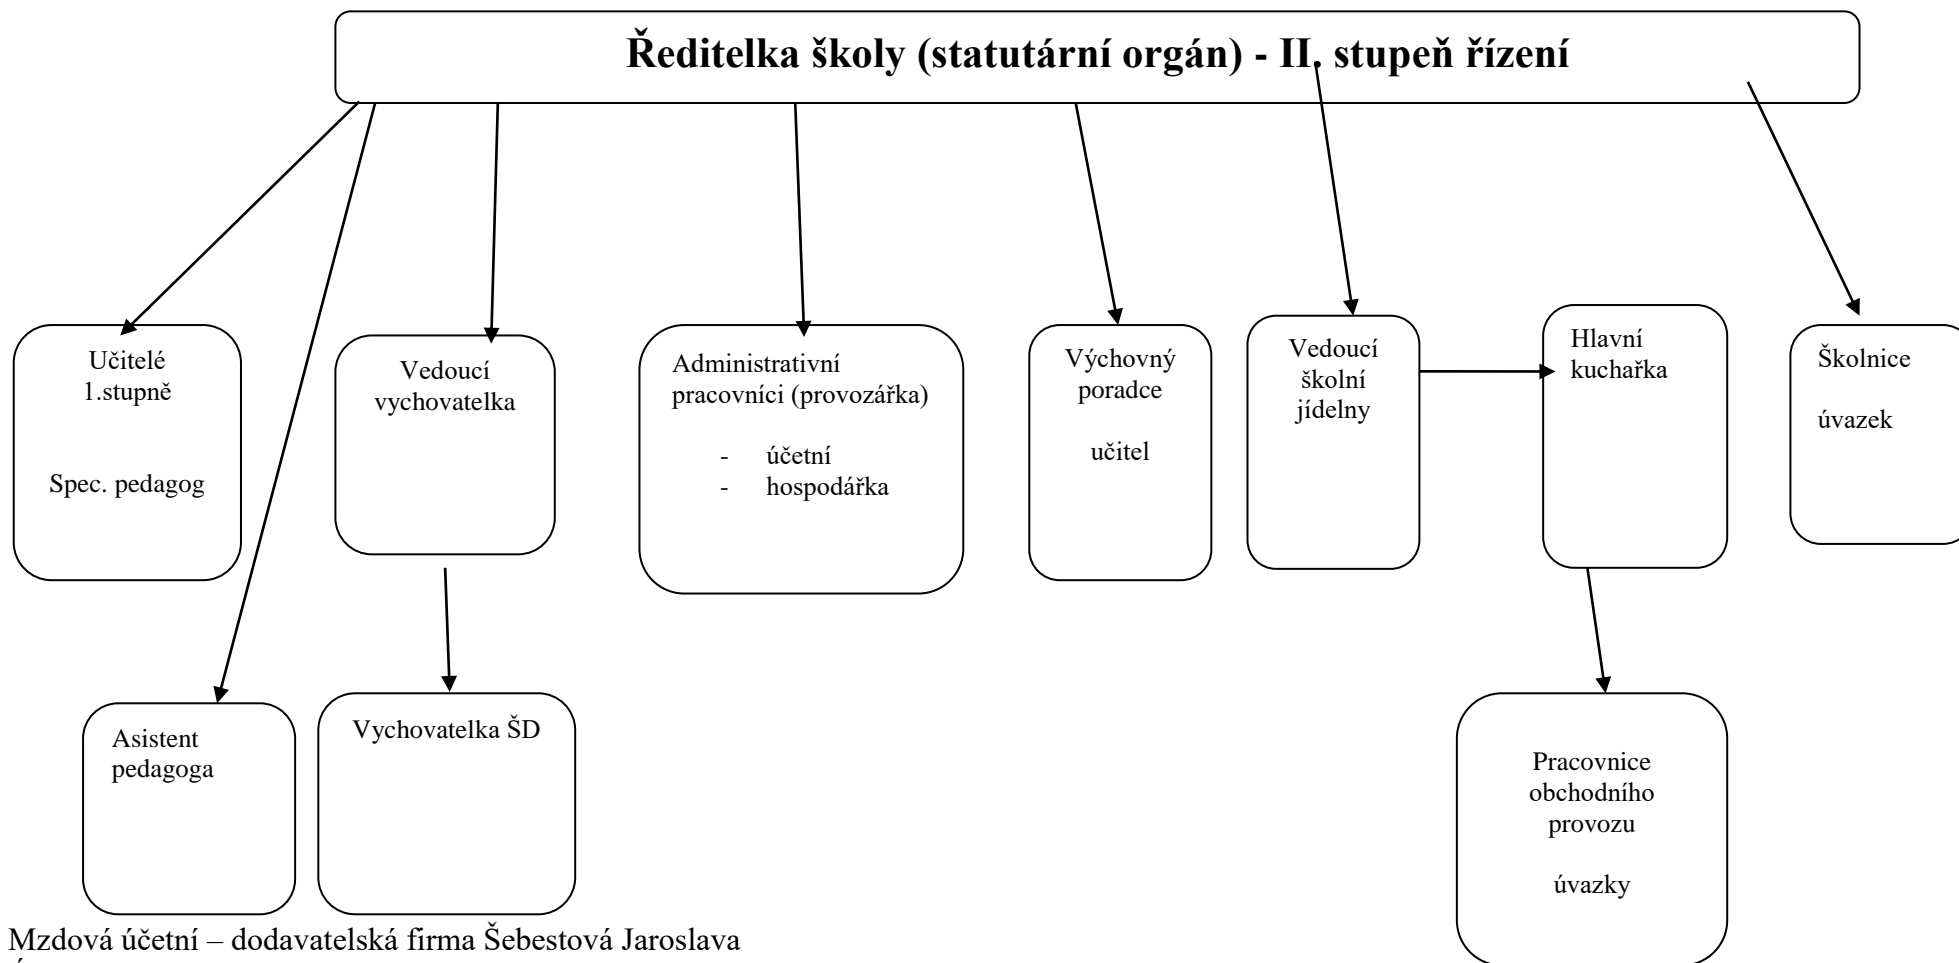 Ředitelka školy (statutární orgán) - II. stupeň řízení
Učitelé
1.stupně
Spec. pedagog
Vedoucí
vychovatelka
Administrativní
pracovníci (provozářka)
- účetní
- hospodářka
Výchovný
poradce
učitel
Vedoucí
školní
jídelny
Hlavní
kuchařka
Školnice
úvazek
Asistent
pedagoga
Vychovatelka ŠD
Pracovnice
obchodního
provozu
úvazky
Mzdová účetní – dodavatelská firma Šebestová Jaroslava